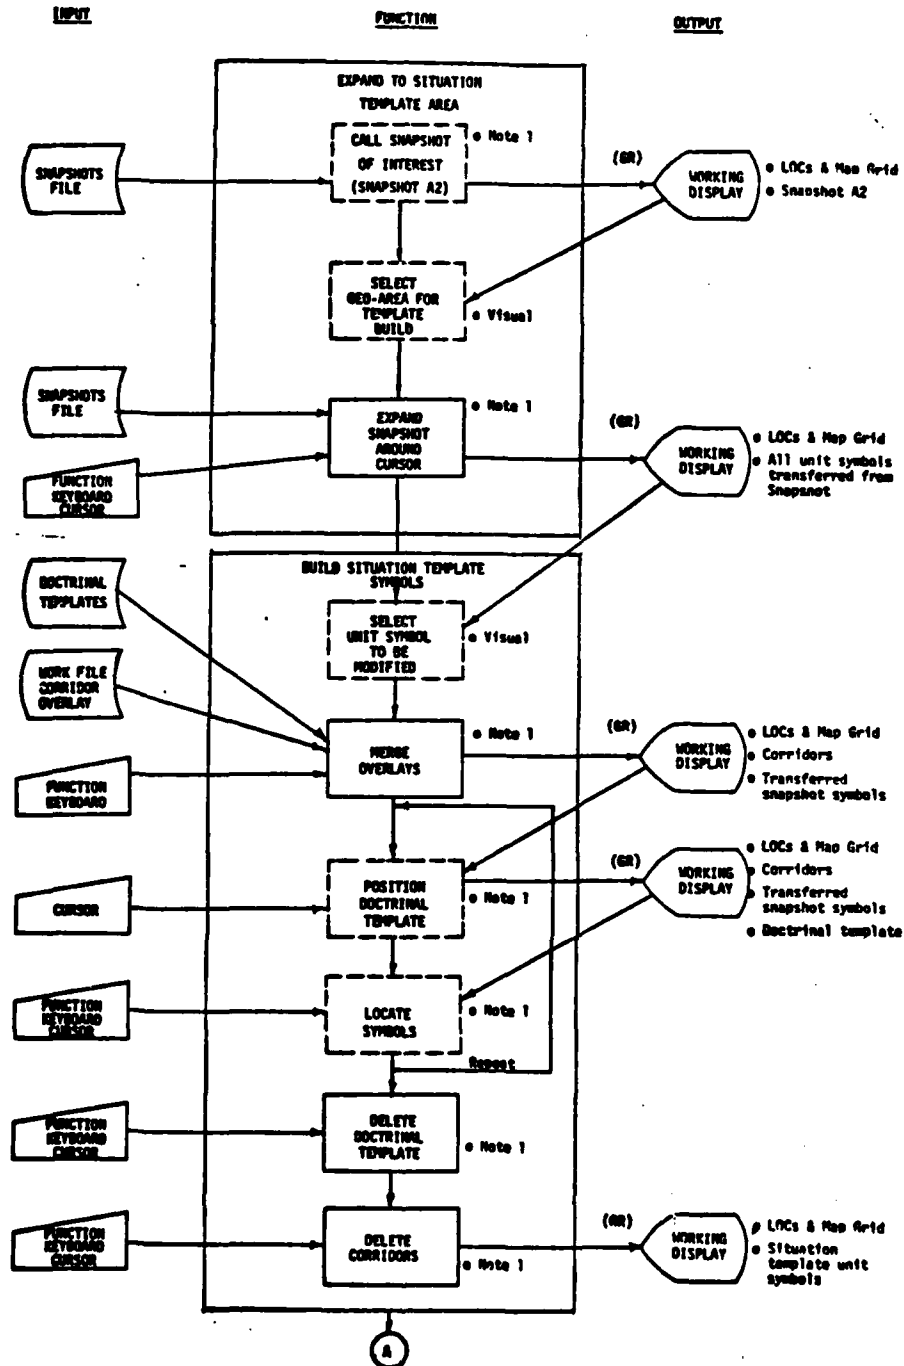 INPUT
FUNCTION
OUTPUT
EXPAND TO SITUATION
TEMPLATE AREA
CALL SNAPSHOT
OF INTEREST
(SNAPSHOT A2)
• Note 1
SNAPSHOTS
FILE
(GR)
WORKING
DISPLAY
• LOCs & Map Grid
• Snapshot A2
SELECT
GEO-AREA FOR
TEMPLATE
BUILD
• Visual
SNAPSHOTS
FILE
FUNCTION
KEYBOARD
CURSOR
EXPAND
SNAPSHOT
AROUND
CURSOR
• Note 1
(GR)
WORKING
DISPLAY
• LOCs & Map Grid
• All unit symbols
transferred from
Snapshot
BUILD SITUATION TEMPLATE
SYMBOLS
DOCTRINAL
TEMPLATES
SELECT
UNIT SYMBOL
TO BE
MODIFIED
• Visual
WORK FILE
CORRIDOR
OVERLAY
FUNCTION
KEYBOARD
MERGE
OVERLAYS
• Note 1
(GR)
WORKING
DISPLAY
• LOCs & Map Grid
• Corridors
• Transferred
snapshot symbols
CURSOR
POSITION
DOCTRINAL
TEMPLATE
• Note 1
(GR)
WORKING
DISPLAY
• LOCs & Map Grid
• Corridors
• Transferred
snapshot symbols
• Doctrinal template
FUNCTION
KEYBOARD
CURSOR
LOCATE
SYMBOLS
• Note 1
Repeat
FUNCTION
KEYBOARD
CURSOR
DELETE
DOCTRINAL
TEMPLATE
• Note 1
FUNCTION
KEYBOARD
CURSOR
DELETE
CORRIDORS
• Note 1
(GR)
WORKING
DISPLAY
• LOCs & Map Grid
• Situation
template unit
symbols
A